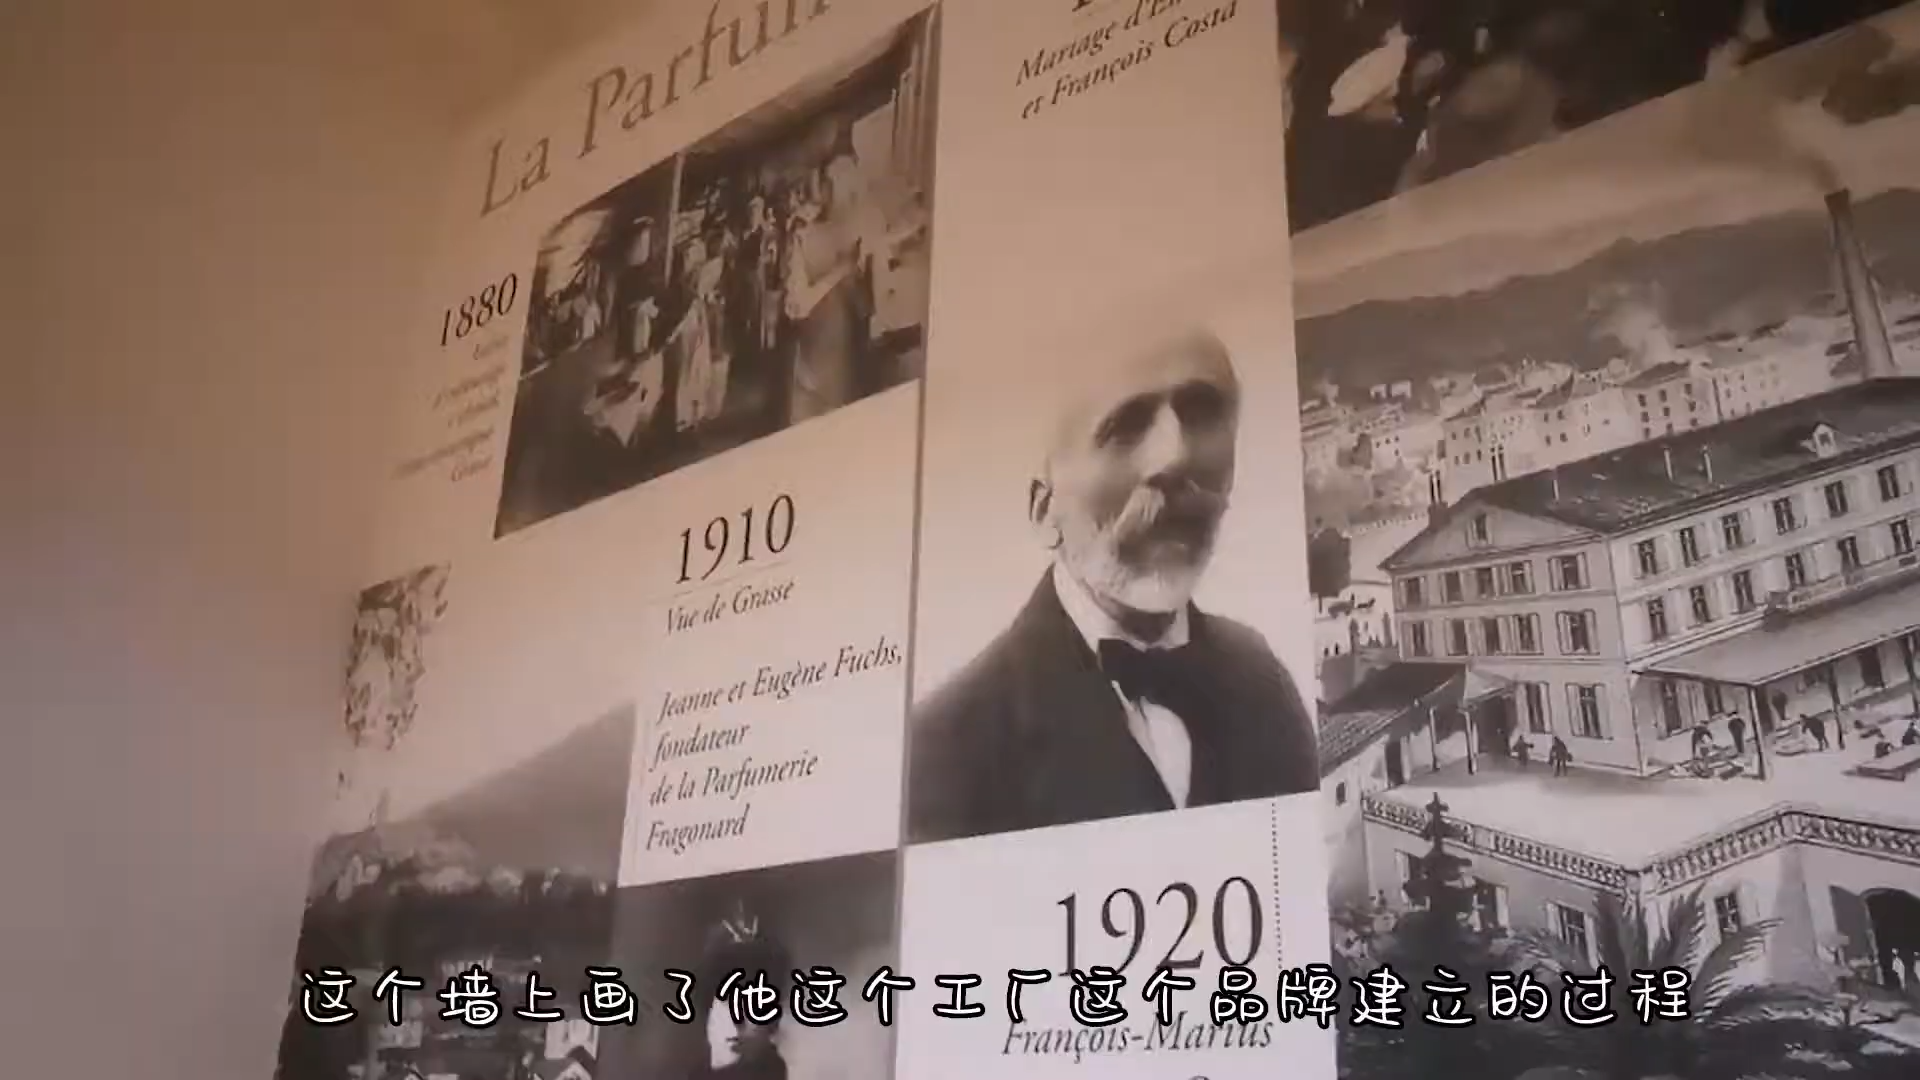 La Parfum
Mariage d'E
et François Costa
1880
Grasse
1910
Vue de Grasse
Jeanne et Eugène Fuchs,
fondateur
de la Parfumerie
Fragonard
1920
François-Marius
这个墙上画了他这个工厂这个品牌建立的过程